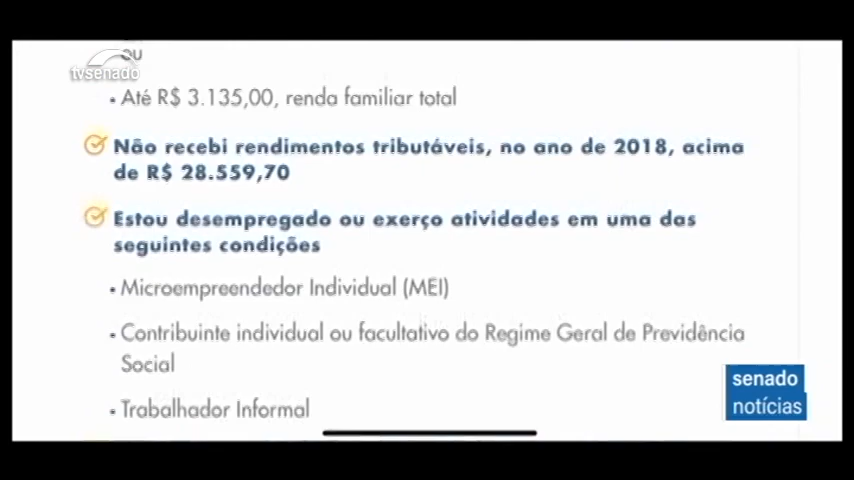 ou
tvsenado
• Até R$ 3.135,00, renda familiar total
Não recebi rendimentos tributáveis, no ano de 2018, acima
de R$ 28.559,70
Estou desempregado ou exerço atividades em uma das
seguintes condições
• Microempreendedor Individual (MEI)
• Contribuinte individual ou facultativo do Regime Geral de Previdência
Social
• Trabalhador Informal
senado
notícias